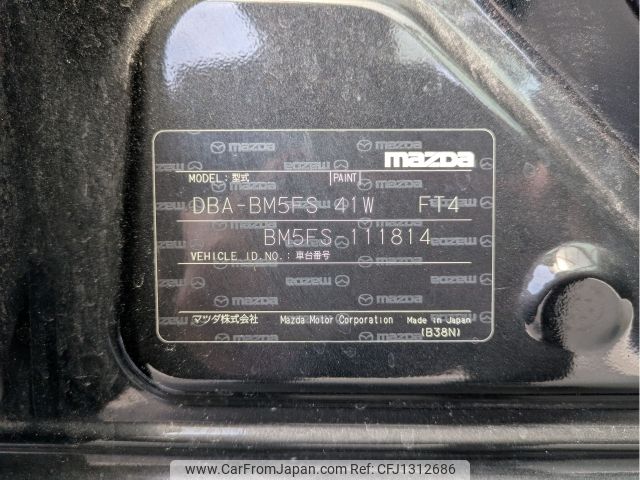 mazda
MODEL:型式 PAINT
DBA-BM5FS 41W FT4
BM5FS-111814
VEHICLE ID.NO.:車台番号
マツダ株式会社 Mazda Motor Corporation Made in Japan
(B38N)
www.CarFromJapan.com | REF No. CFJ1312686